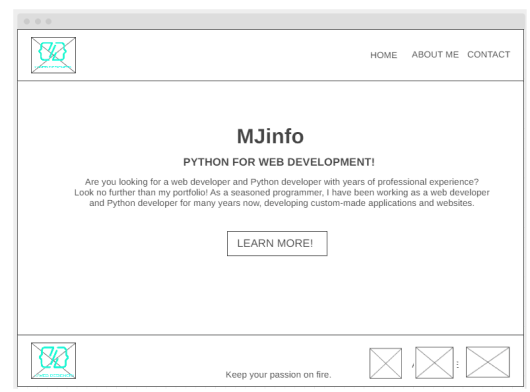 HOME ABOUT ME CONTACT
MJinfo
PYTHON FOR WEB DEVELOPMENT!
Are you looking for a web developer and Python developer with years of professional experience?
Look no further than my portfolio! As a seasoned programmer, I have been working as a web developer
and Python developer for many years now, developing custom-made applications and websites.
LEARN MORE!
Keep your passion on fire.